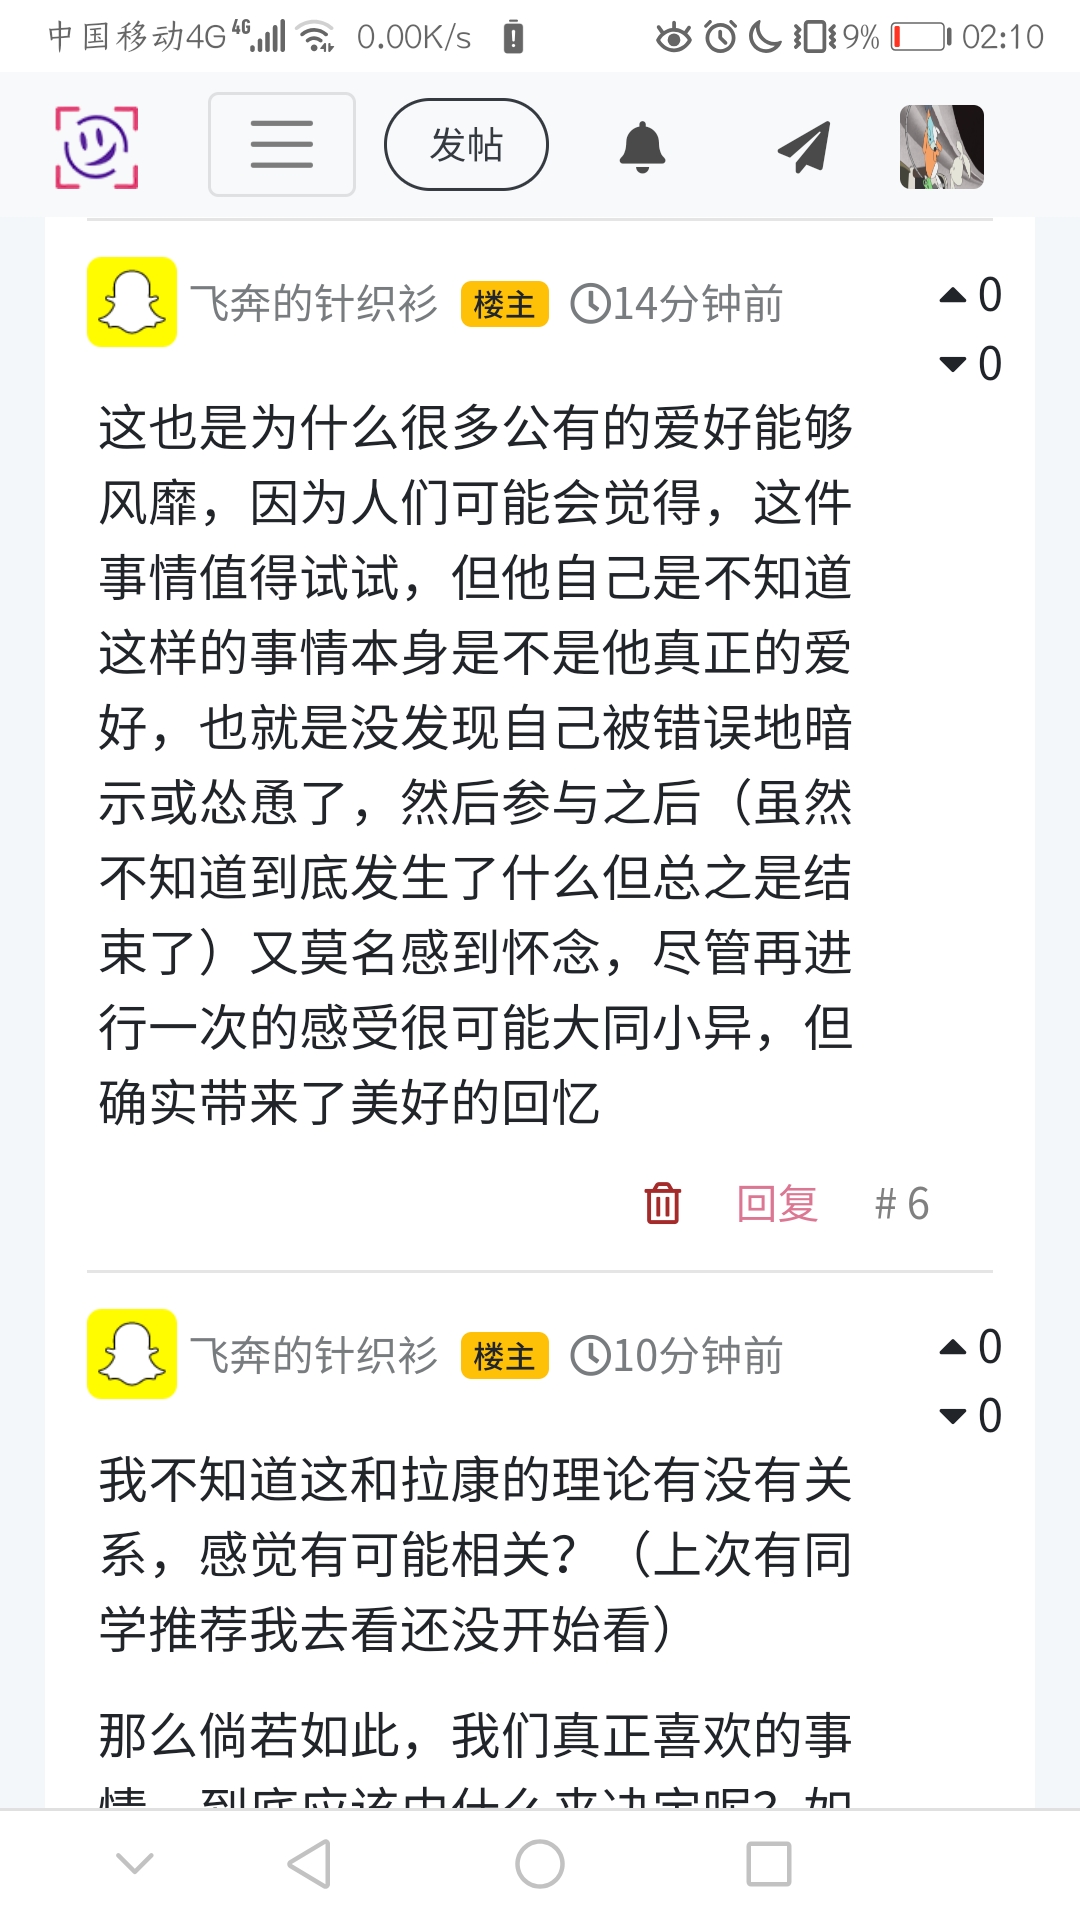 中国移动4G 4G 0.00K/s 9% 02:10
发帖
飞奔的针织衫 楼主 14分钟前 0
0
这也是为什么很多公有的爱好能够
风靡，因为人们可能会觉得，这件
事情值得试试，但他自己是不知道
这样的事情本身是不是他真正的爱
好，也就是没发现自己被错误地暗
示或怂恿了，然后参与之后（虽然
不知道到底发生了什么但总之是结
束了）又莫名感到怀念，尽管再进
行一次的感受很可能大同小异，但
确实带来了美好的回忆
回复 # 6
飞奔的针织衫 楼主 10分钟前 0
0
我不知道这和拉康的理论有没有关
系，感觉有可能相关？（上次有同
学推荐我去看还没开始看）
那么倘若如此，我们真正喜欢的事
情，到底应该由什么来决定呢？如